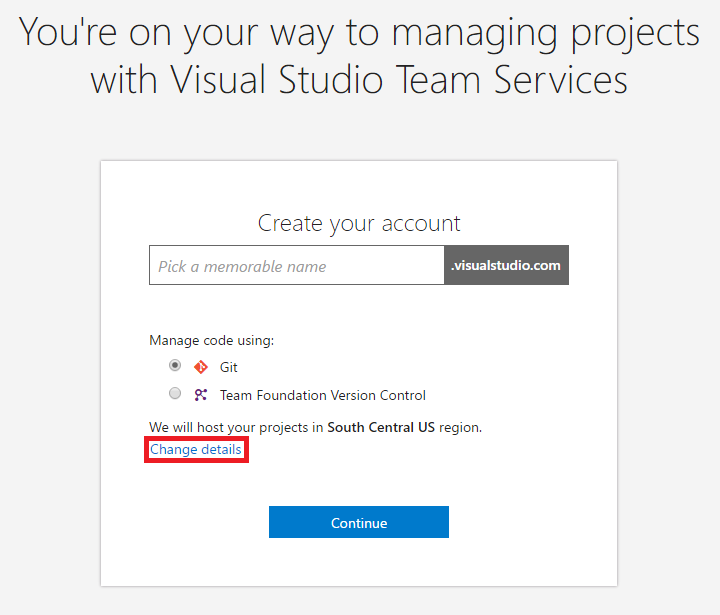 You're on your way to managing projects
with Visual Studio Team Services
Create your account
Pick a memorable name .visualstudio.com
Manage code using:
Git
Team Foundation Version Control
We will host your projects in South Central US region.
Change details
Continue